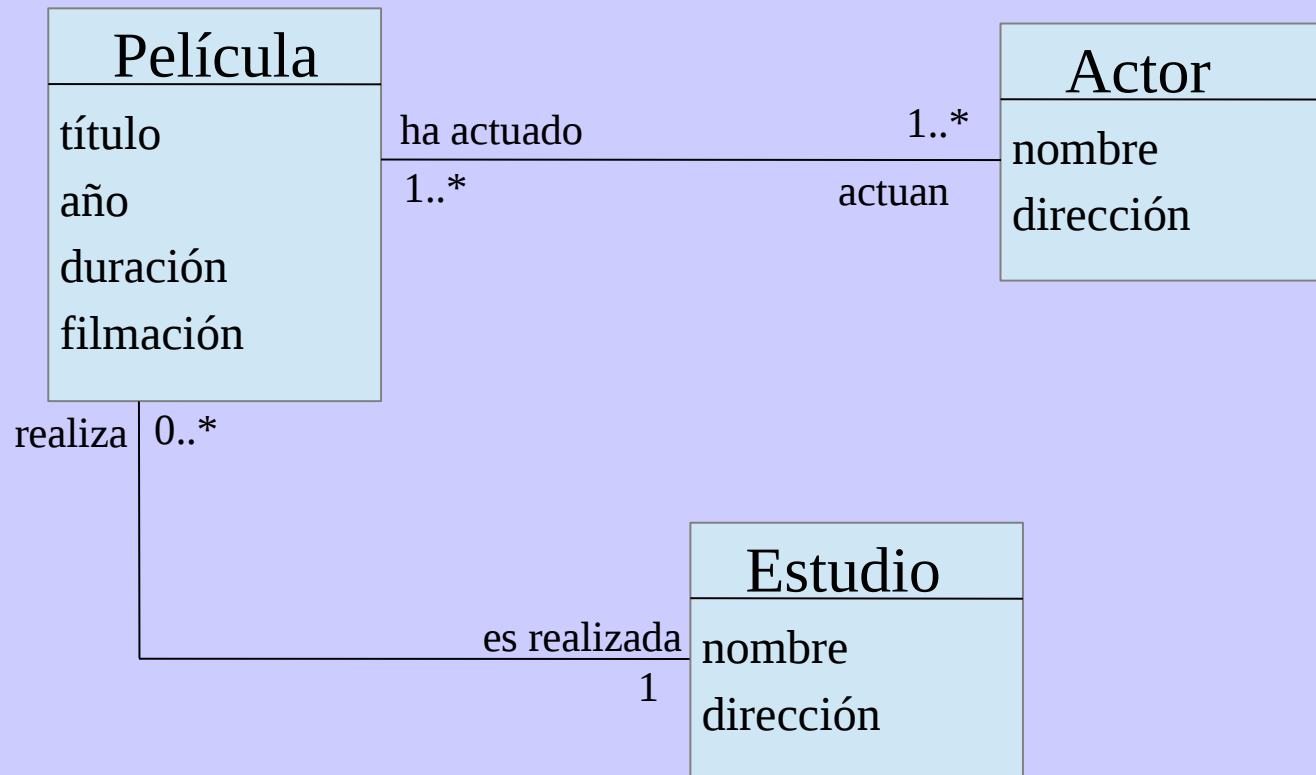 Película
título
año
duración
filmación
ha actuado
1..*
1..*
actuan
Actor
nombre
dirección
realiza
0..*
es realizada
1
Estudio
nombre
dirección